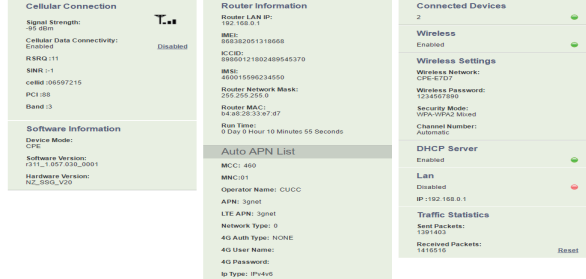 Cellular Connection
Signal Strength:
-95 dBm
Cellular Data Connectivity:
Enabled
Disabled
RSRQ :11
SINR :-1
cellid :06597215
PCI :88
Band :3
Software Information
Device Mode:
CPE
Software Version:
r311_1.057.030_0001
Hardware Version:
NZ_SSG_V20
Router Information
Router LAN IP:
192.168.0.1
IMEI:
868382051318668
ICCID:
89860121802489545370
IMSI:
460015596234550
Router Network Mask:
255.255.255.0
Router MAC:
b4:a8:28:33:e7:d7
Run Time:
0 Day 0 Hour 10 Minutes 55 Seconds
Auto APN List
MCC: 460
MNC:01
Operator Name: CUCC
APN: 3gnet
LTE APN: 3gnet
Network Type: 0
4G Auth Type: NONE
4G User Name:
4G Password:
Ip Type: IPv4v6
Connected Devices
2
Wireless
Enabled
Wireless Settings
Wireless Network:
CPE-E7D7
Wireless Password:
1234567890
Security Mode:
WPA-WPA2 Mixed
Channel Number:
Automatic
DHCP Server
Enabled
Lan
Disabled
IP :192.168.0.1
Traffic Statistics
Sent Packets:
1391403
Received Packets:
1416516
Reset